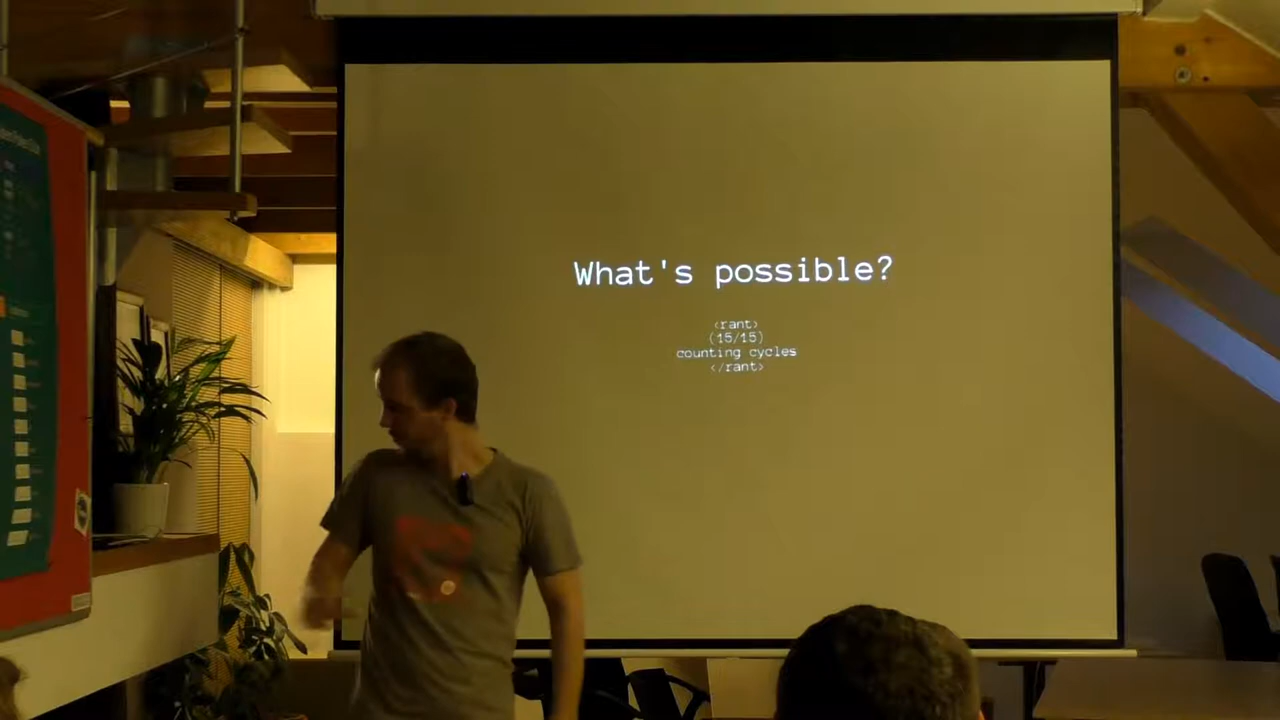 What's possible?
<rant>
(15/15)
counting cycles
</rant>